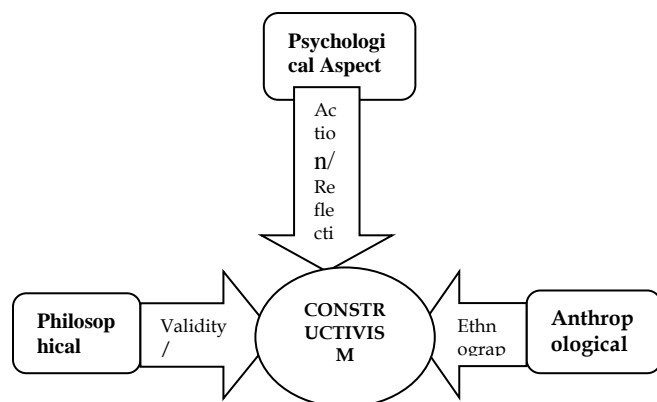 Psychologi
cal Aspect
Ac
tio
n/
Re
fle
cti
Philosop
hical
Validity
/
CONSTR
UCTIVIS
M
Ethn
ograp
Anthrop
ological